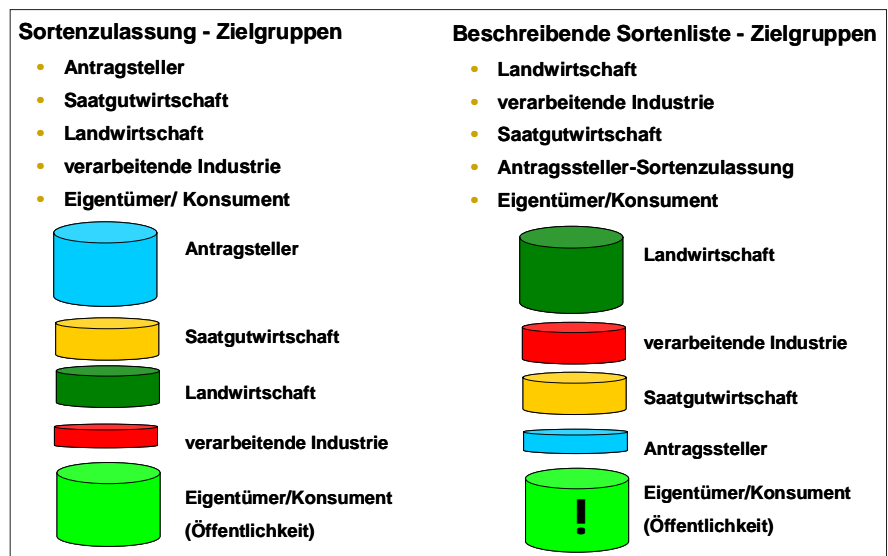 Sortenzulassung - Zielgruppen
• Antragsteller
• Saatgutwirtschaft
• Landwirtschaft
• verarbeitende Industrie
• Eigentümer/ Konsument
Antragsteller
Saatgutwirtschaft
Landwirtschaft
verarbeitende Industrie
Eigentümer/Konsument
(Öffentlichkeit)
Beschreibende Sortenliste - Zielgruppen
• Landwirtschaft
• verarbeitende Industrie
• Saatgutwirtschaft
• Antragssteller-Sortenzulassung
• Eigentümer/Konsument
Landwirtschaft
verarbeitende Industrie
Saatgutwirtschaft
Antragssteller
!
Eigentümer/Konsument
(Öffentlichkeit)